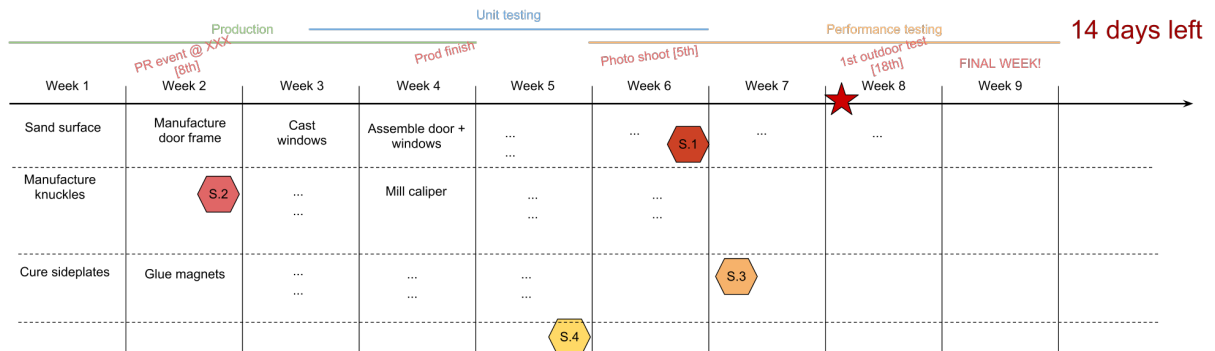 Unit testing
Production
Performance testing
14 days left
PR event @ XXX
[8th]
Prod finish
Photo shoot [5th]
1st outdoor test
[18th]
FINAL WEEK!
Week 1
Week 2
Week 3
Week 4
Week 5
Week 6
Week 7
Week 8
Week 9
Sand surface
Manufacture
door frame
Cast
windows
Assemble door +
windows
...
...
...
S.1
...
...
Manufacture
knuckles
S.2
...
...
Mill caliper
...
...
...
...
Cure sideplates
Glue magnets
...
...
...
...
...
...
S.3
S.4